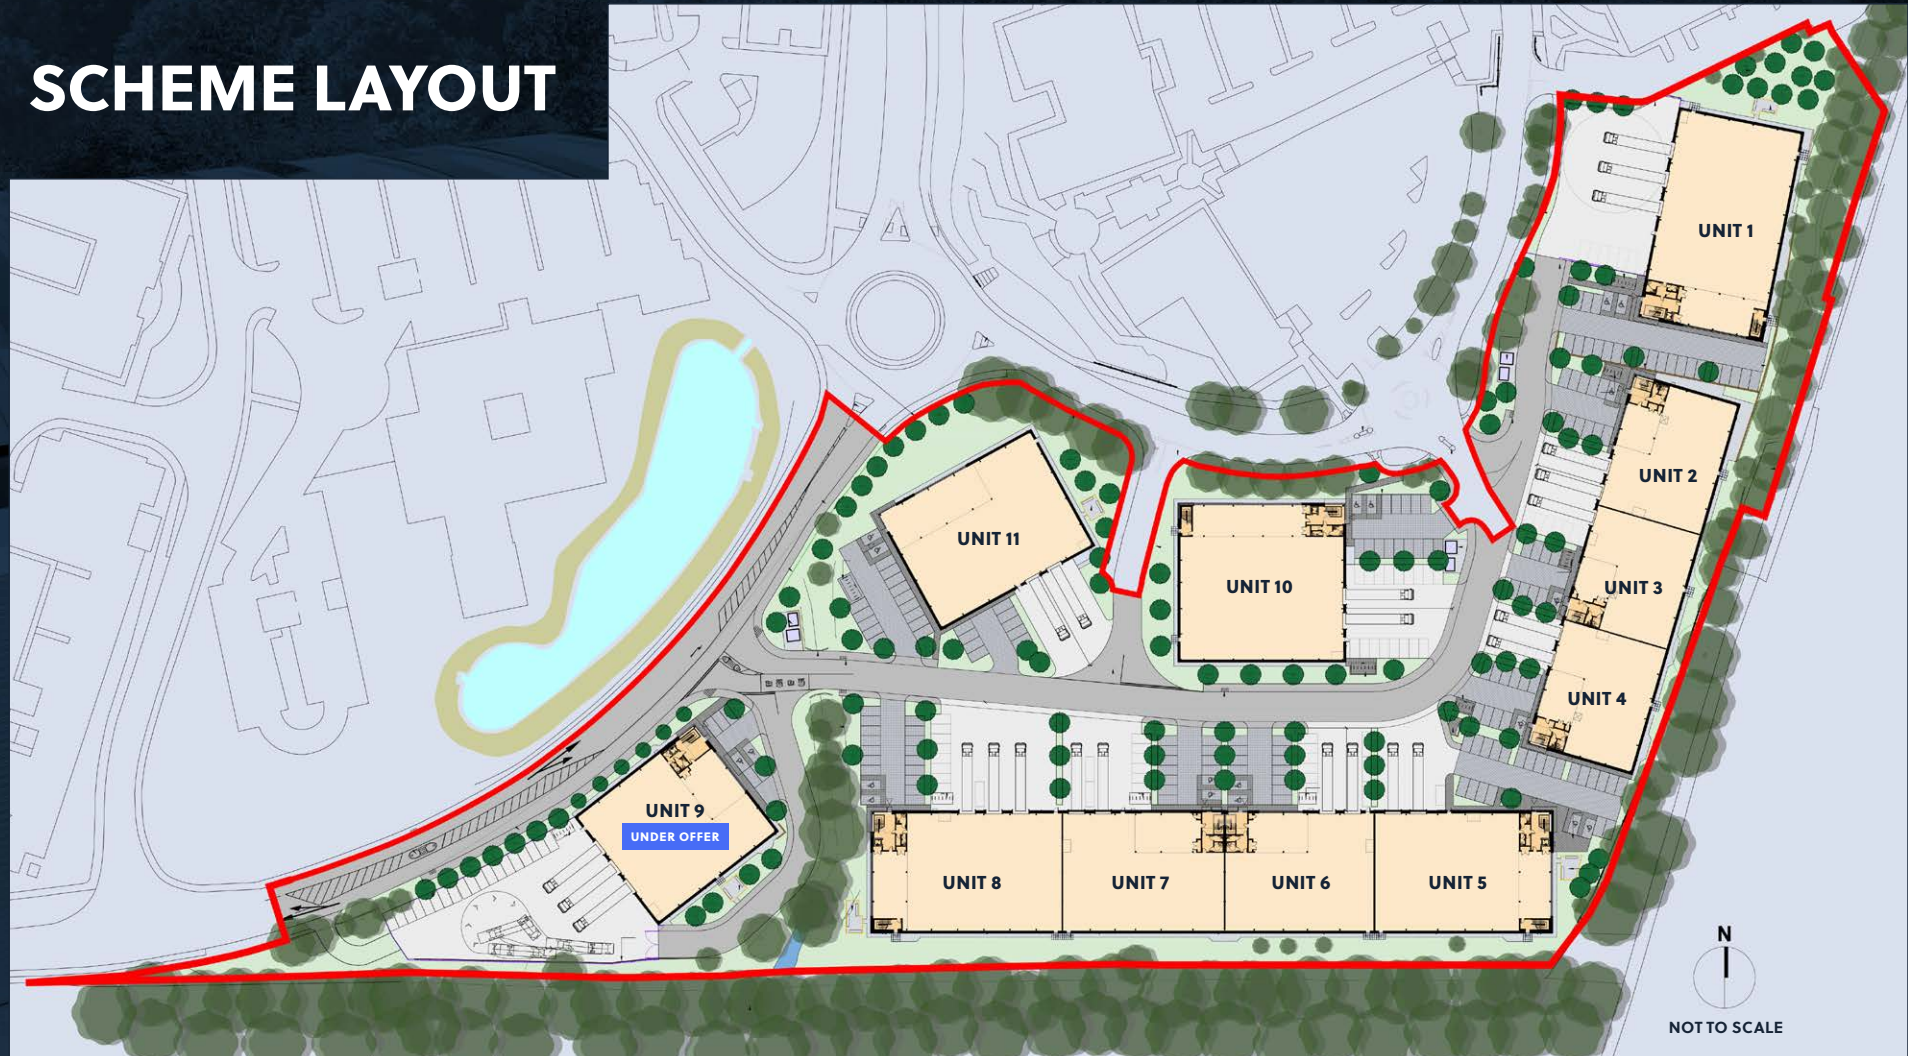 SCHEME LAYOUT
UNIT 1
UNIT 2
UNIT 11
UNIT 10
UNIT 3
UNIT 4
UNIT 9
UNDER OFFER
UNIT 8
UNIT 7
UNIT 6
UNIT 5
N
NOT TO SCALE